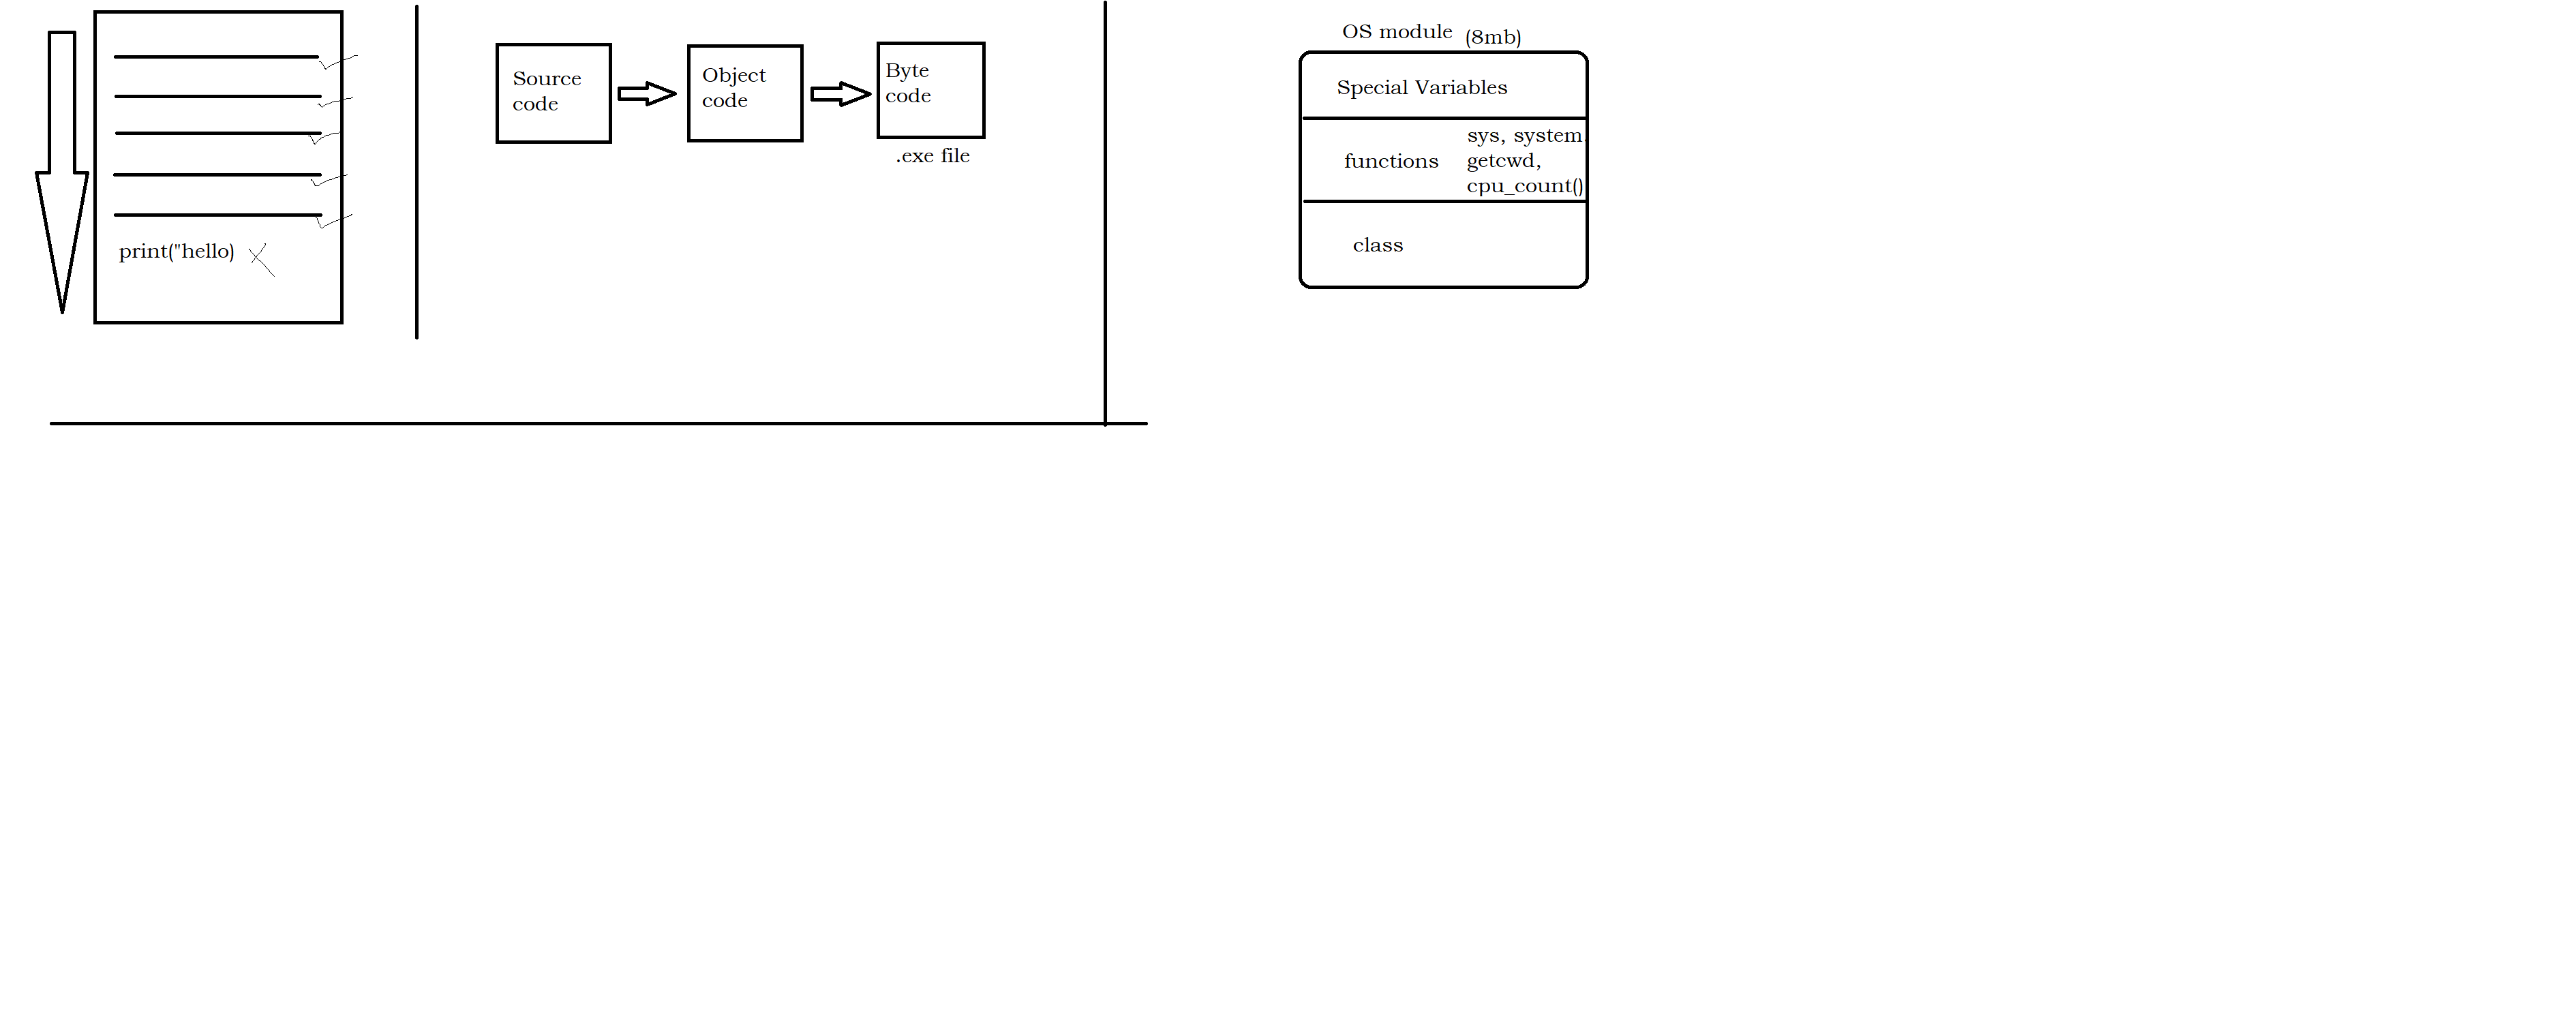 print("hello)
Source
code
Object
code
Byte
code
.exe file
OS module (8mb)
Special Variables
functions
sys, system,
getcwd,
cpu_count()
class